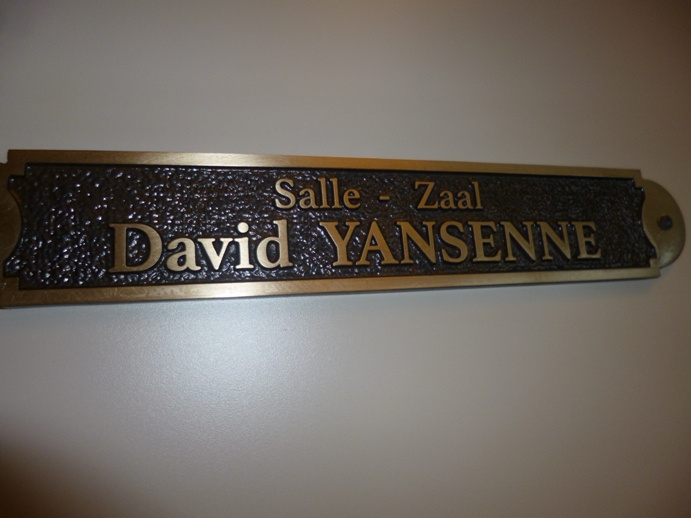 Salle - Zaal
David YANSENNE